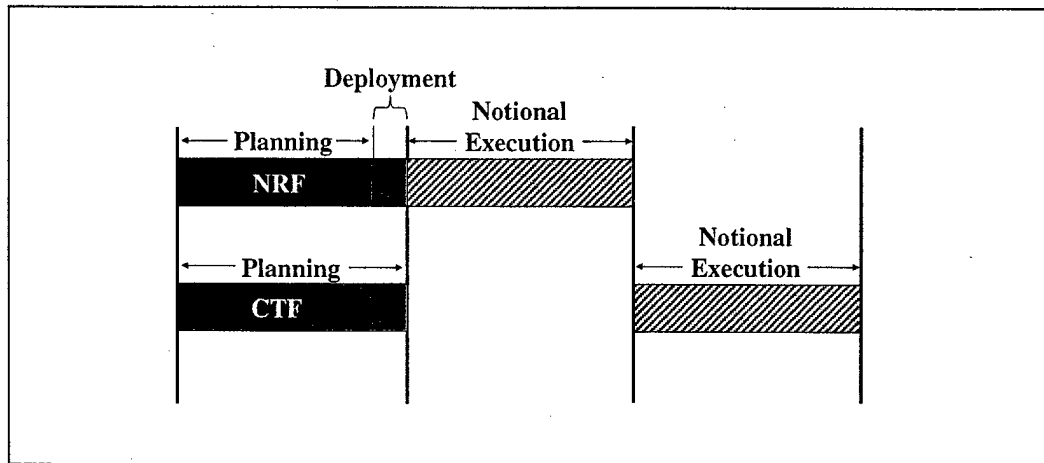 Deployment
Notional
Planning
Execution
NRF
Notional
Planning
Execution
CTF